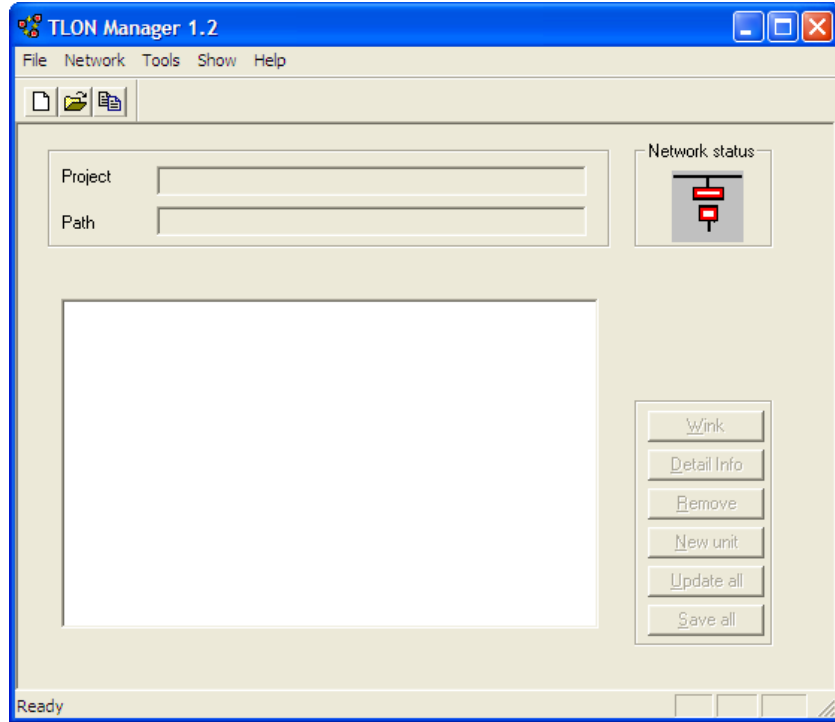 TLON Manager 1.2
File Network Tools Show Help
Project
Path
Network status
Wink
Detail Info
Remove
New unit
Update all
Save all
Ready